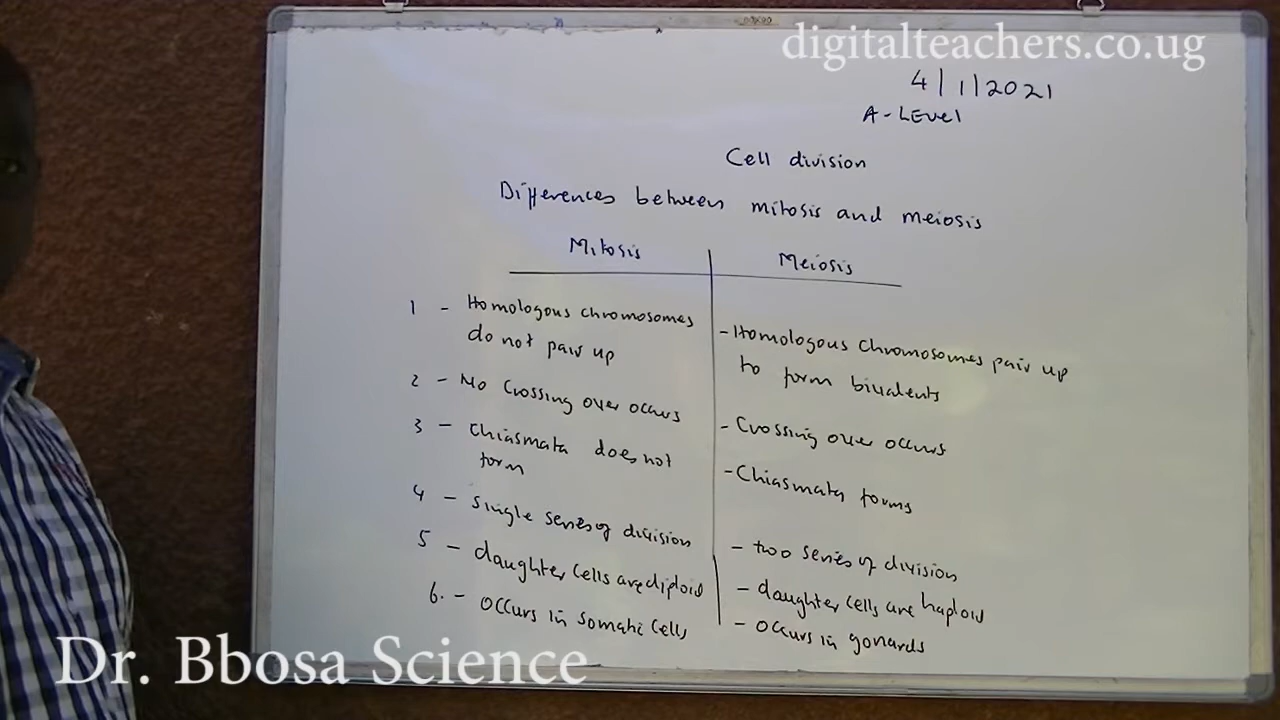 digitalteachers.co.ug
4/1/2021
A-Level
Cell division
Differences between mitosis and meiosis
Mitosis
Meiosis
1 - Homologous chromosomes
do not pair up
- Homologous chromosomes pair up
to form bivalents
2 - No Crossing over occurs
- Crossing over occurs
3 - Chiasmata does not
form
- Chiasmata forms
4 - Single series of division
- two series of division
5 - daughter cells are diploid
- daughter cells are haploid
6. - Occurs in somatic cells
- Occurs in gonards
Dr. Bbosa Science